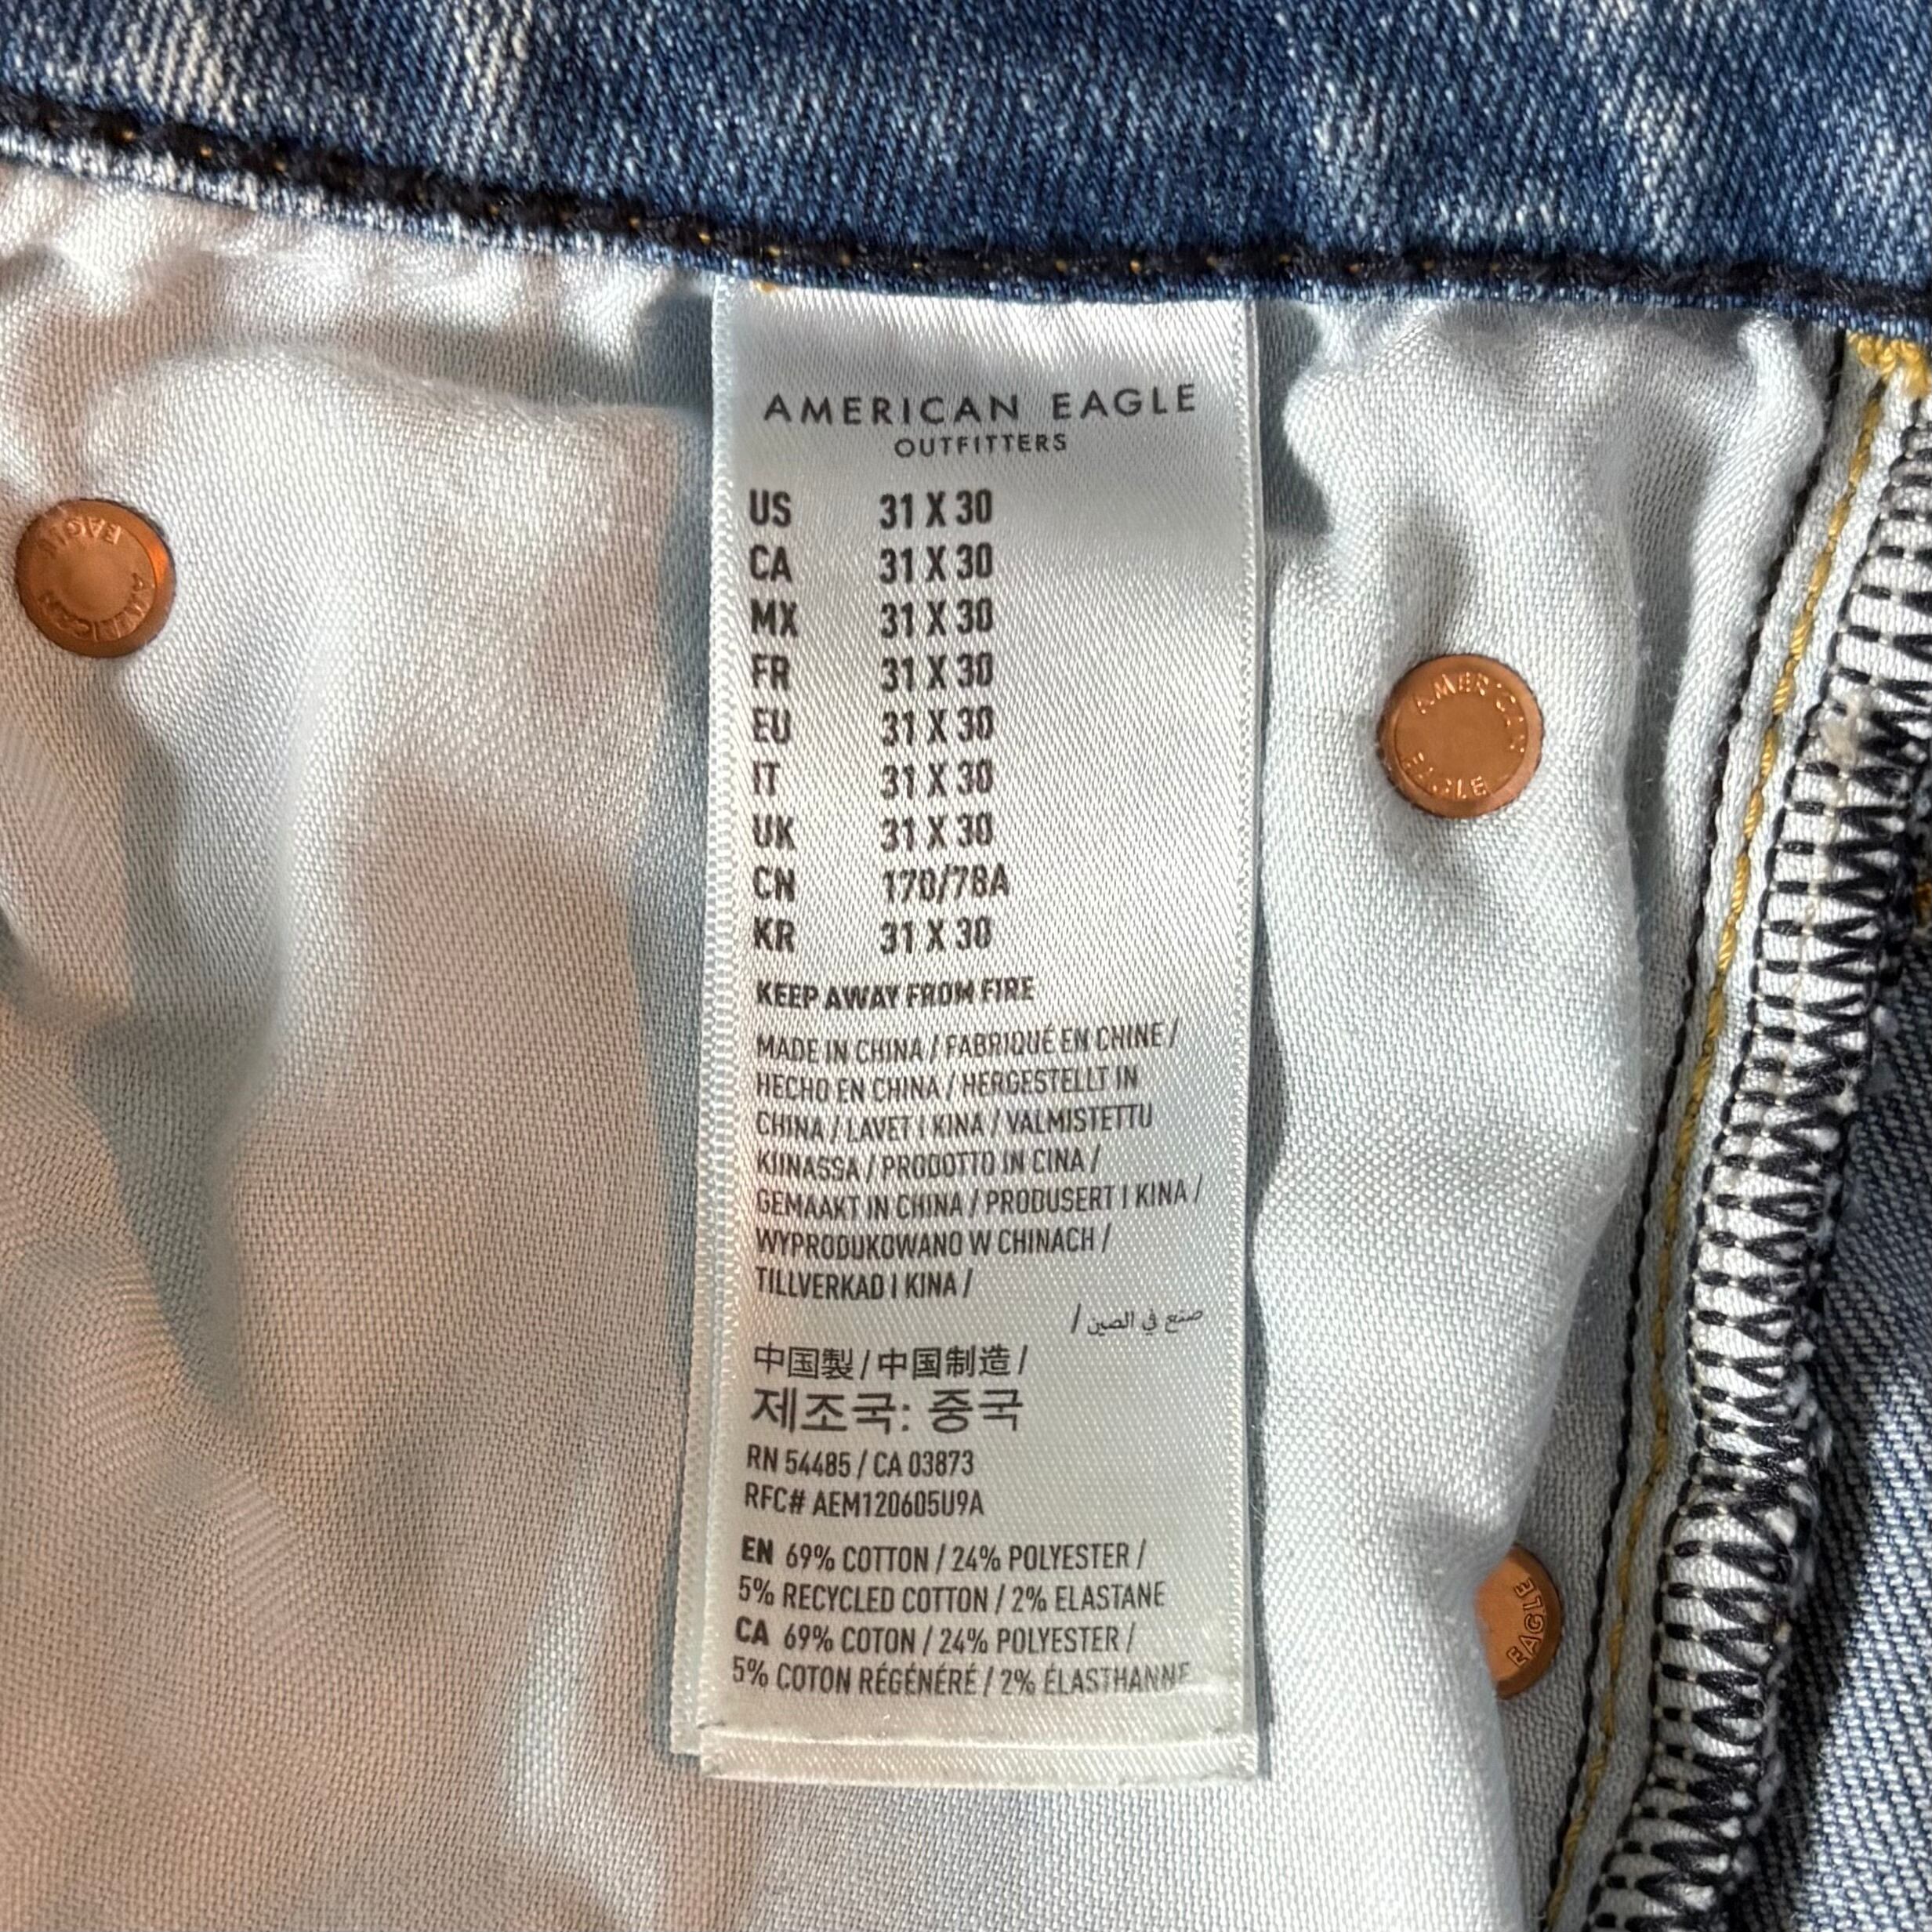 AMERICAN EAGLE
OUTFITTERS
US 31 X 30
CA 31 X 30
MX 31 X 30
FR 31 X 30
EU 31 X 30
IT 31 X 30
UK 31 X 30
CN 170/78A
KR 31 X 30
KEEP AWAY FROM FIRE
MADE IN CHINA / FABRIQUÉ EN CHINE /
HECHO EN CHINA / HERGESTELLT IN
CHINA / LAVET I KINA / VALMISTETTU
KIINASSA / PRODOTTO IN CINA /
GEMAAKT IN CHINA / PRODUSERT I KINA /
WYPRODUKOWANO W CHINACH /
TILLVERKAD I KINA /
صنع في الصين /
中国製 / 中国制造 /
제조국: 중국
RN 54485 / CA 03873
RFC# AEM120605U9A
EN 69% COTTON / 24% POLYESTER /
5% RECYCLED COTTON / 2% ELASTANE
CA 69% COTON / 24% POLYESTER /
5% COTON RÉGÉNÉRÉ / 2% ÉLASTHANNE
AMERICAN EAGLE
AMERICAN EAGLE
EAGLE